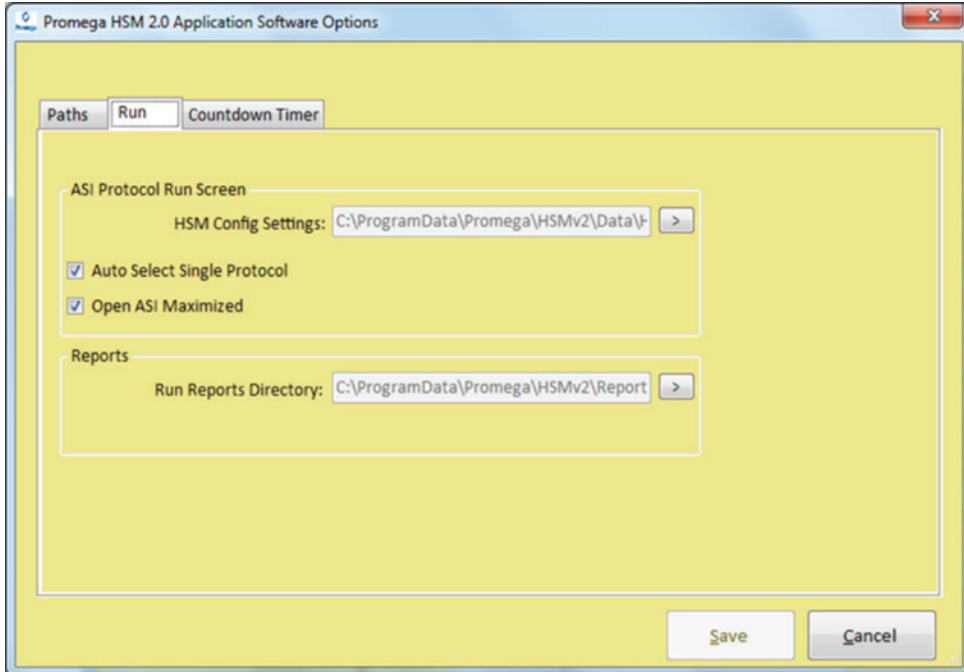 Promega HSM 2.0 Application Software Options
Paths Run Countdown Timer
ASI Protocol Run Screen
HSM Config Settings: C:\ProgramData\Promega\HSMv2\Data\H >
Auto Select Single Protocol
Open ASI Maximized
Reports
Run Reports Directory: C:\ProgramData\Promega\HSMv2\Report >
Save Cancel